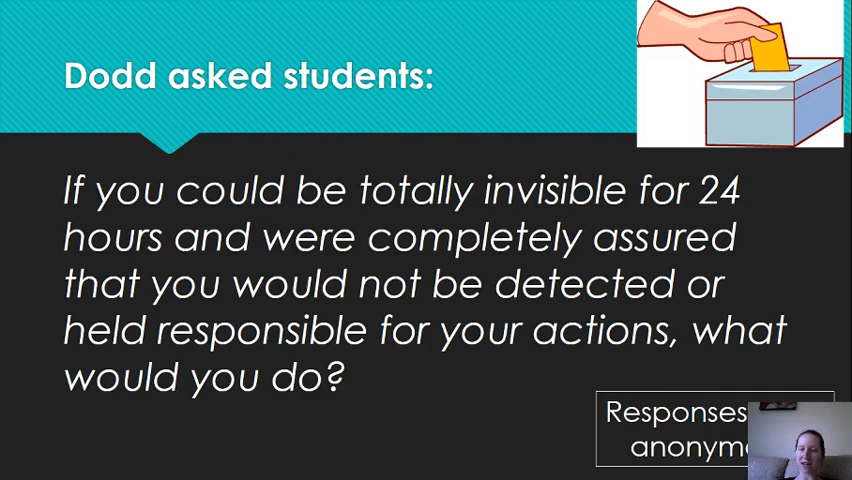 Dodd asked students:
If you could be totally invisible for 24
hours and were completely assured
that you would not be detected or
held responsible for your actions, what
would you do?
Responses